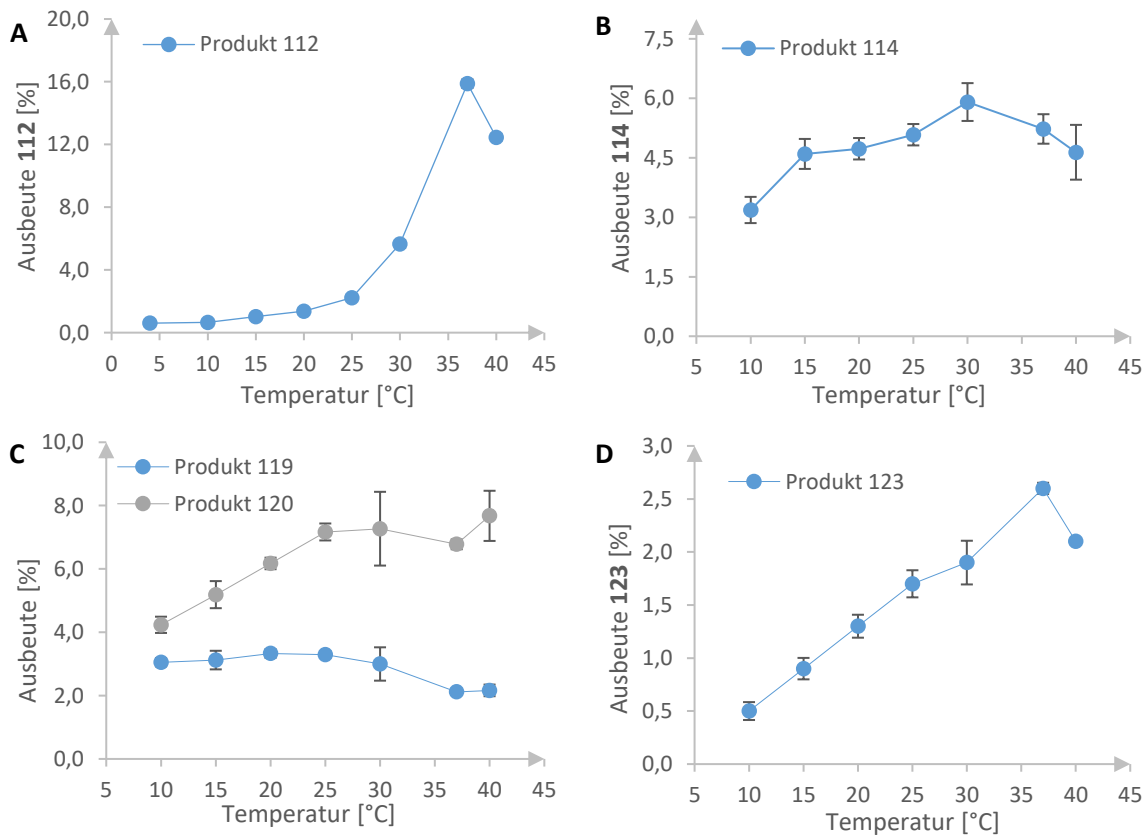 A
Produkt 112
Ausbeute 112 [%]
20,0
16,0
12,0
8,0
4,0
0,0
0 5 10 15 20 25 30 35 40 45
Temperatur [°C]
B
Produkt 114
Ausbeute 114 [%]
7,5
6,0
4,5
3,0
1,5
0,0
5 10 15 20 25 30 35 40 45
Temperatur [°C]
C
Produkt 119
Produkt 120
Ausbeute [%]
10,0
8,0
6,0
4,0
2,0
0,0
5 10 15 20 25 30 35 40 45
Temperatur [°C]
D
Produkt 123
Ausbeute 123 [%]
3,0
2,5
2,0
1,5
1,0
0,5
0,0
5 10 15 20 25 30 35 40 45
Temperatur [°C]